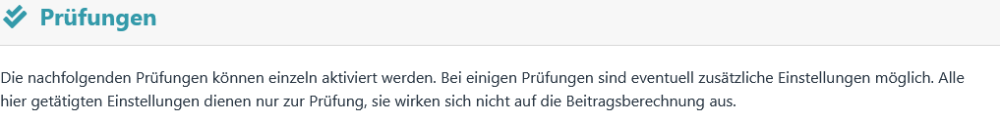 Prüfungen
Die nachfolgenden Prüfungen können einzeln aktiviert werden. Bei einigen Prüfungen sind eventuell zusätzliche Einstellungen möglich. Alle
hier getätigten Einstellungen dienen nur zur Prüfung, sie wirken sich nicht auf die Beitragsberechnung aus.